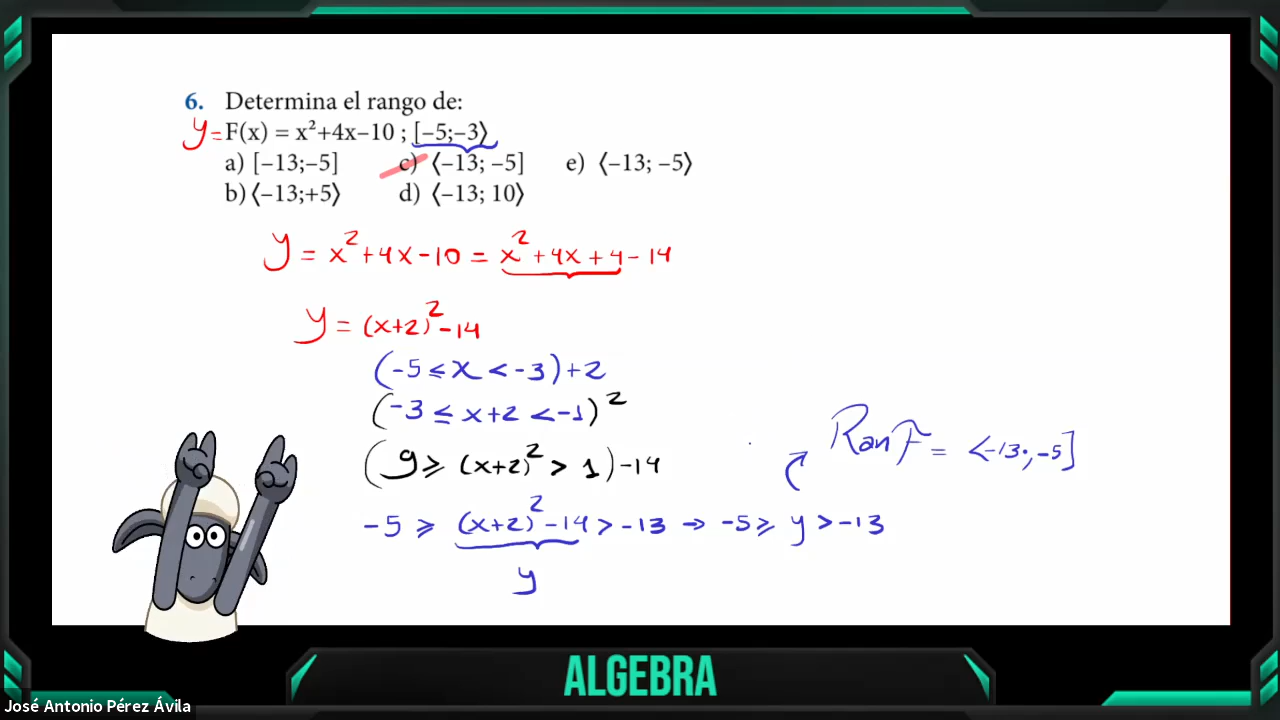 6. Determina el rango de:
y = F(x) = x²+4x–10 ; [–5;–3⟩
a) [–13;–5] c) ⟨–13; –5] e) ⟨–13; –5⟩
b) ⟨–13;+5⟩ d) ⟨–13; 10⟩
y = x²+4x-10 = x²+4x+4-14
y = (x+2)²-14
(-5 ≤ x < -3)+2
(-3 ≤ x+2 < -1)²
(9 ≥ (x+2)² > 1)-14
Ran F = <-13; -5]
-5 ≥ (x+2)²-14 > -13 → -5 ≥ y > -13
y
ALGEBRA
José Antonio Pérez Ávila